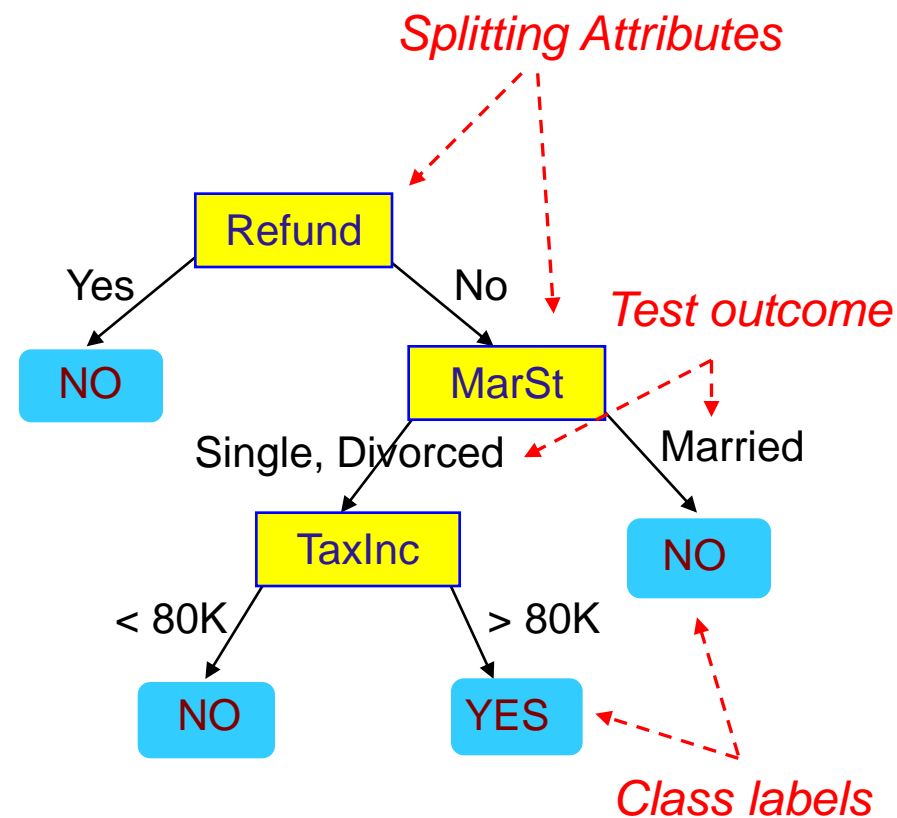 Splitting Attributes
Refund
Yes
No
Test outcome
NO
MarSt
Single, Divorced
Married
TaxInc
NO
< 80K
> 80K
NO
YES
Class labels